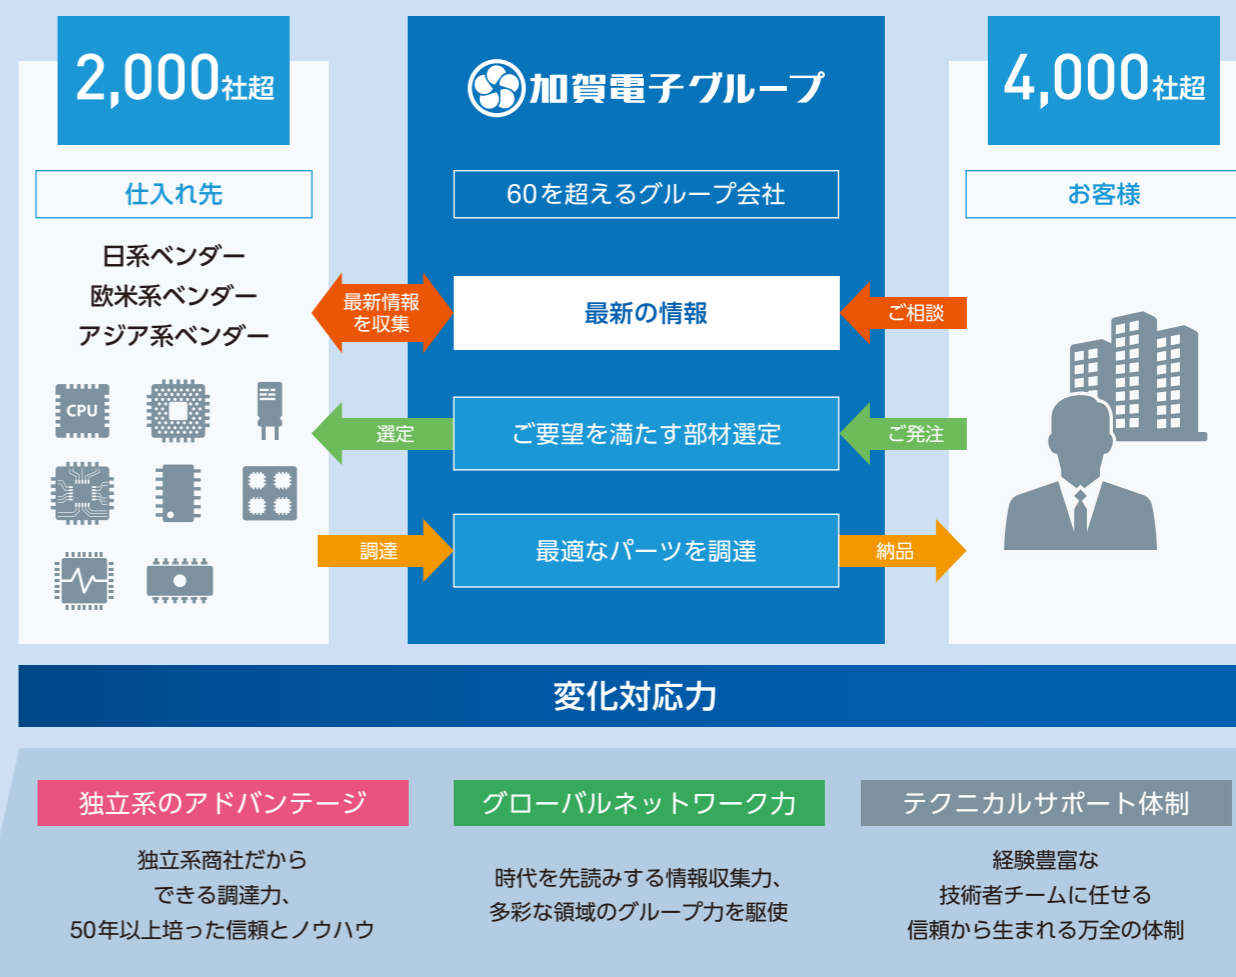 2,000社超
仕入れ先
日系ベンダー
欧米系ベンダー
アジア系ベンダー
CPU
加賀電子グループ
60を超えるグループ会社
4,000社超
お客様
最新情報
を収集
最新の情報
ご相談
選定
ご要望を満たす部材選定
ご発注
調達
最適なパーツを調達
納品
変化対応力
独立系のアドバンテージ
独立系商社だから
できる調達力、
50年以上培った信頼とノウハウ
グローバルネットワーク力
時代を先読みする情報収集力、
多彩な領域のグループ力を駆使
テクニカルサポート体制
経験豊富な
技術者チームに任せる
信頼から生まれる万全の体制